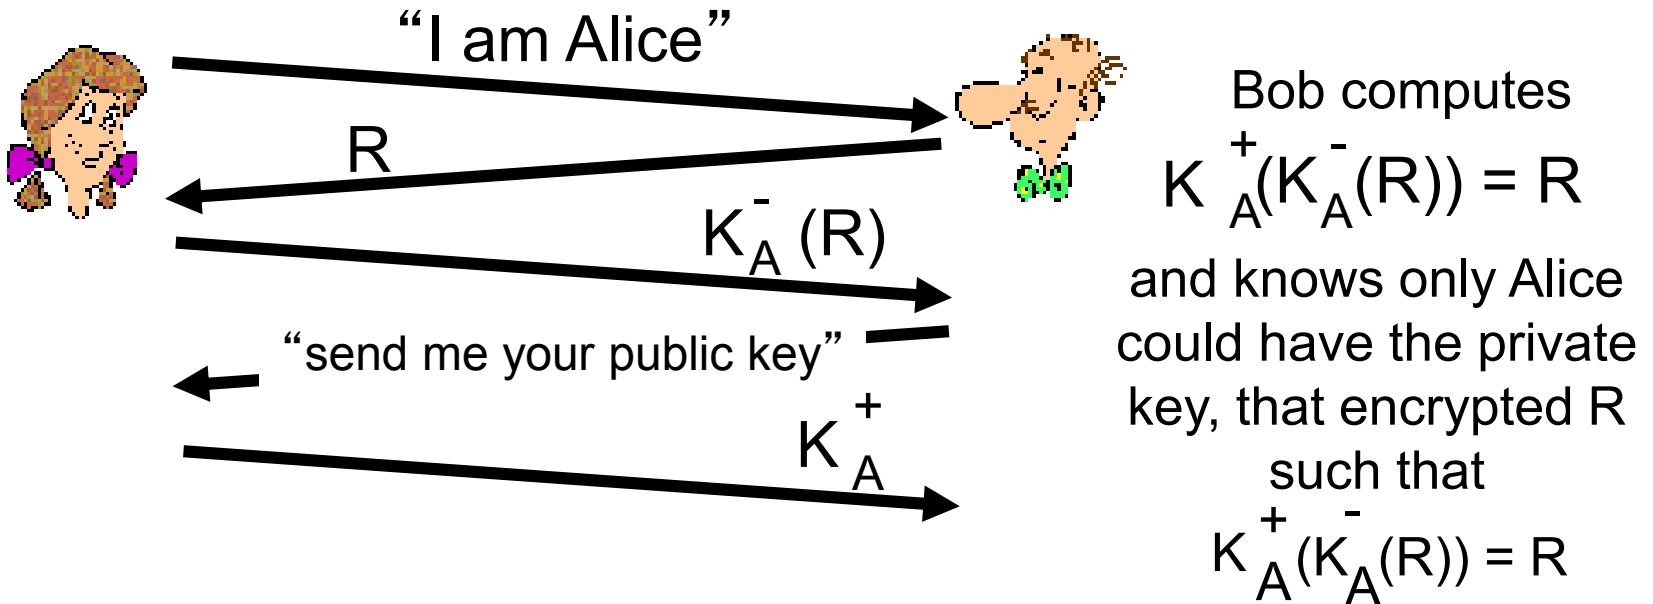 “I am Alice”
R
K_A^- (R)
“send me your public key”
K_A^+
Bob computes
K_A^+(K_A^-(R)) = R
and knows only Alice
could have the private
key, that encrypted R
such that
K_A^+(K_A^-(R)) = R